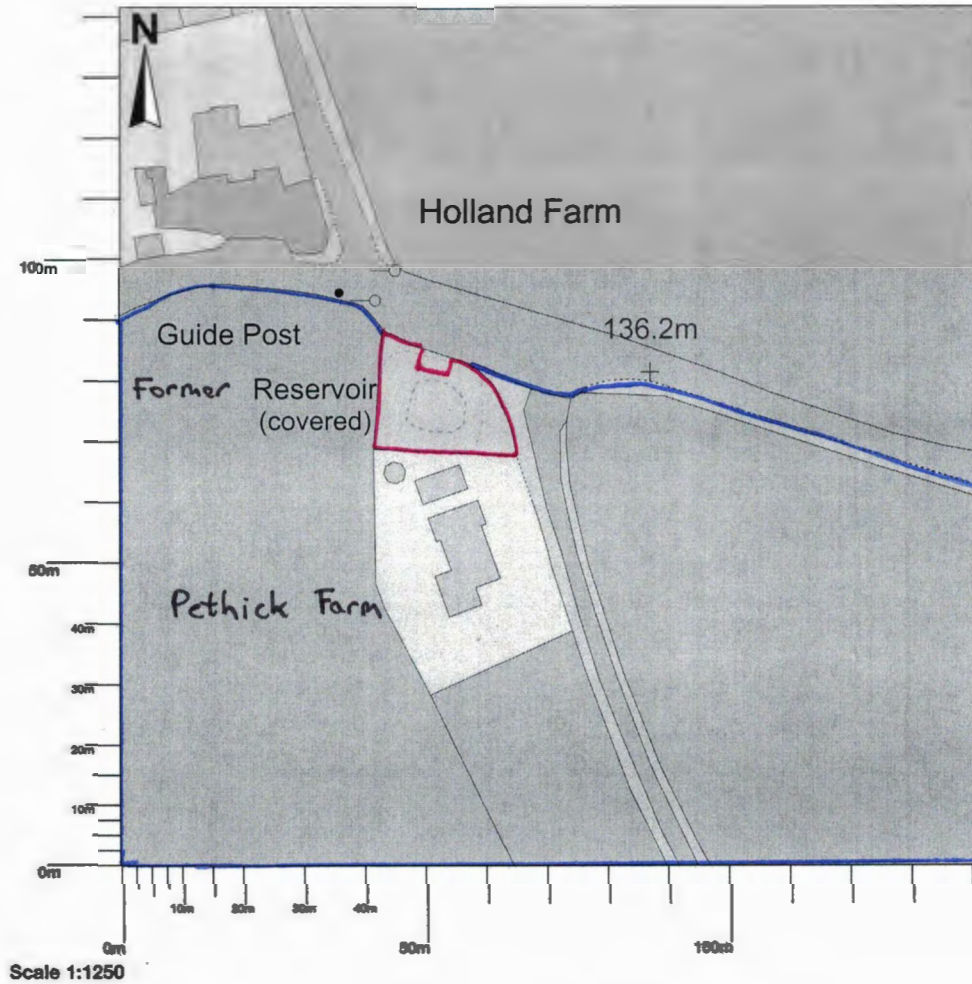 N
Holland Farm
100m
136.2m
Guide Post
Former Reservoir
(covered)
50m
Pethick Farm
40m
30m
20m
10m
0m
10m 20m 30m 40m
0m 50m 100m
Scale 1:1250